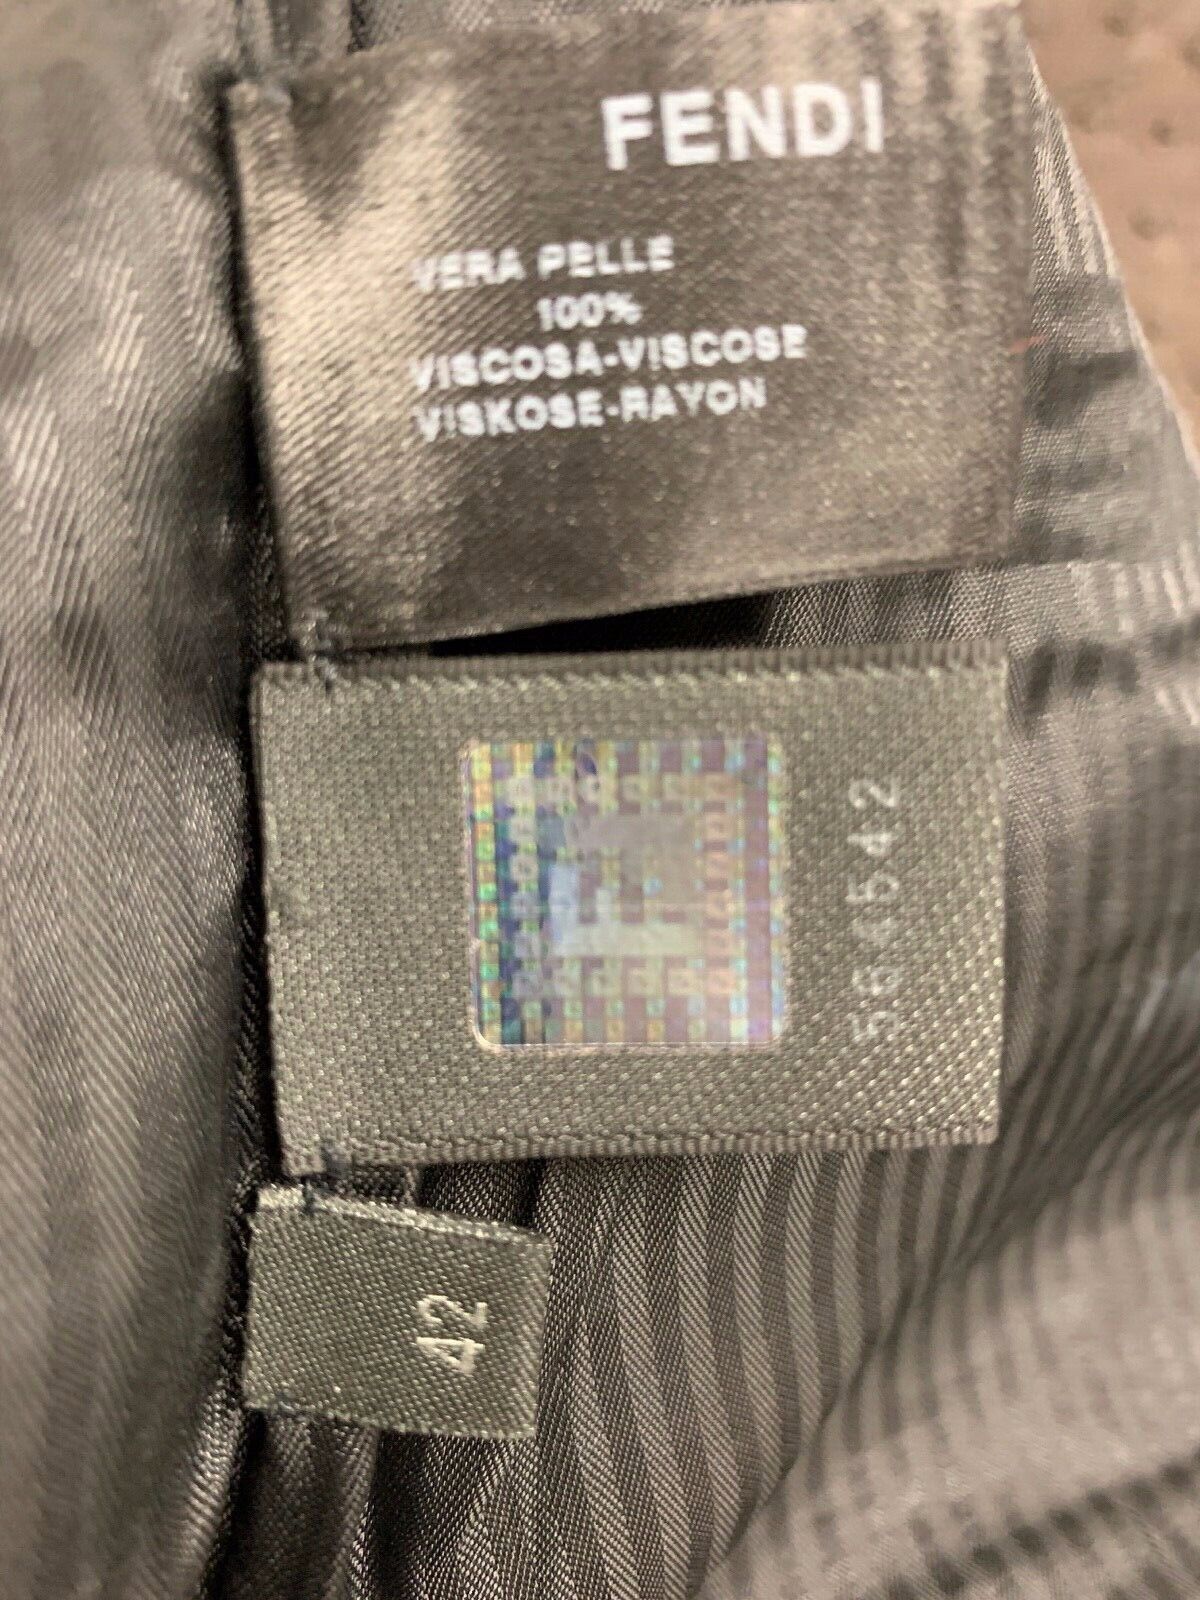 FENDI
VERA PELLE
100%
VISCOSA-VISCOSE
VISKOSE-RAYON
564542
42